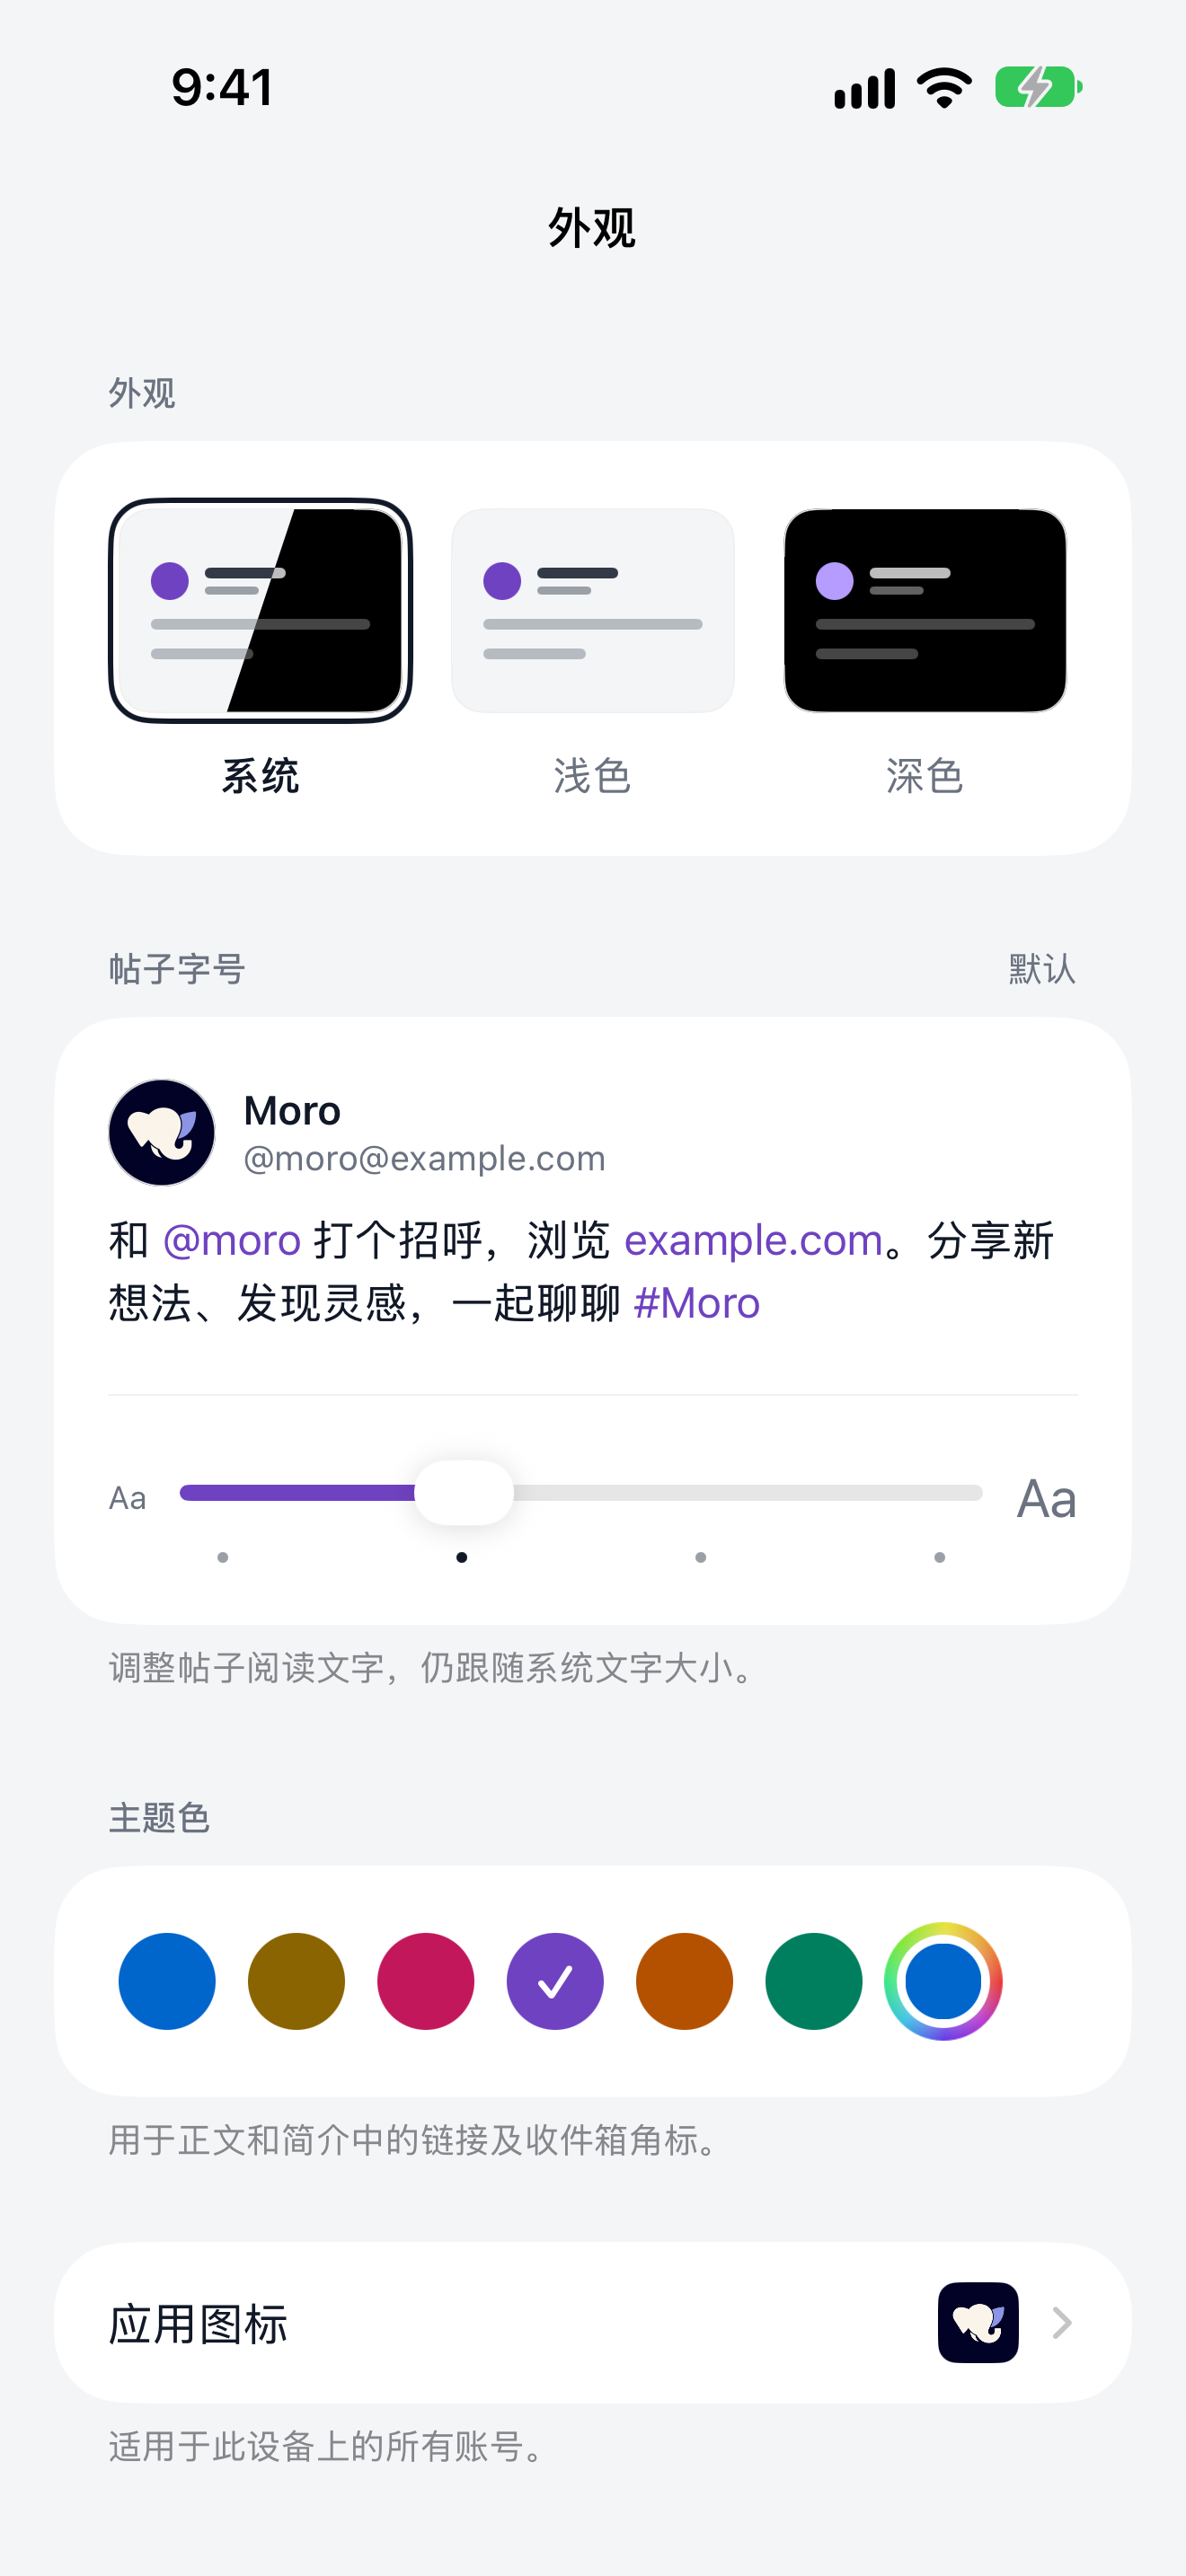 9:41
外观
外观
系统
浅色
深色
帖子字号
默认
Moro
@moro@example.com
和 @moro 打个招呼，浏览 example.com。分享新
想法、发现灵感，一起聊聊 #Moro
Aa
Aa
调整帖子阅读文字，仍跟随系统文字大小。
主题色
用于正文和简介中的链接及收件箱角标。
应用图标
适用于此设备上的所有账号。